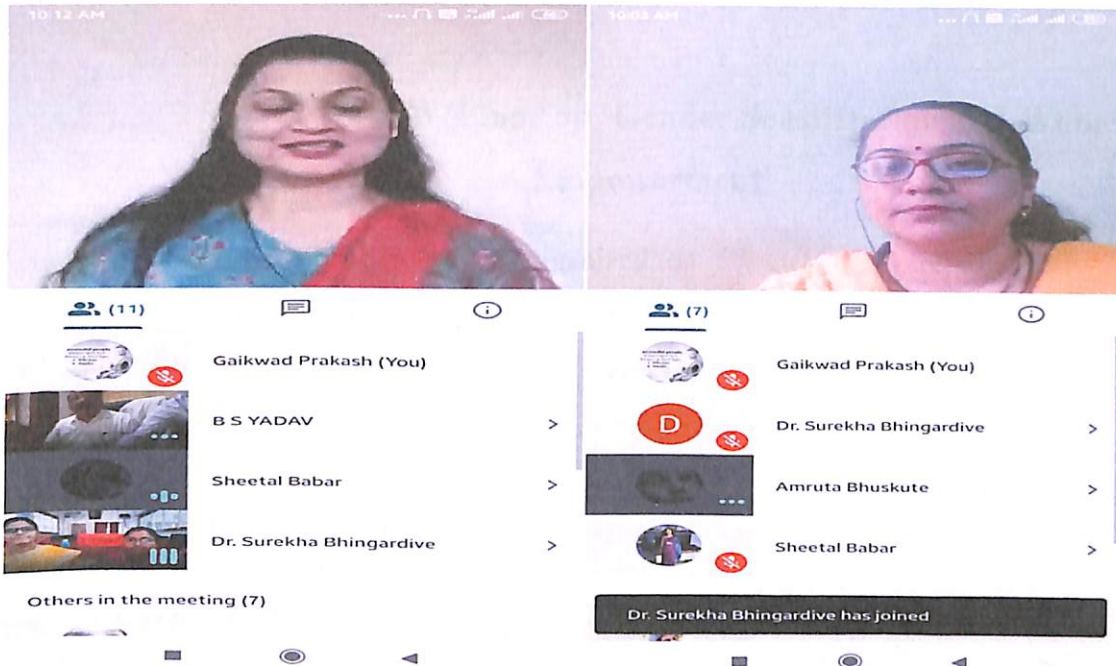 10:12 AM
(11)
Gaikwad Prakash (You)
B S YADAV
Sheetal Babar
Dr. Surekha Bhingardive
Others in the meeting (7)
10:03 AM
(7)
Gaikwad Prakash (You)
D
Dr. Surekha Bhingardive
Amruta Bhuskute
Sheetal Babar
Dr. Surekha Bhingardive has joined